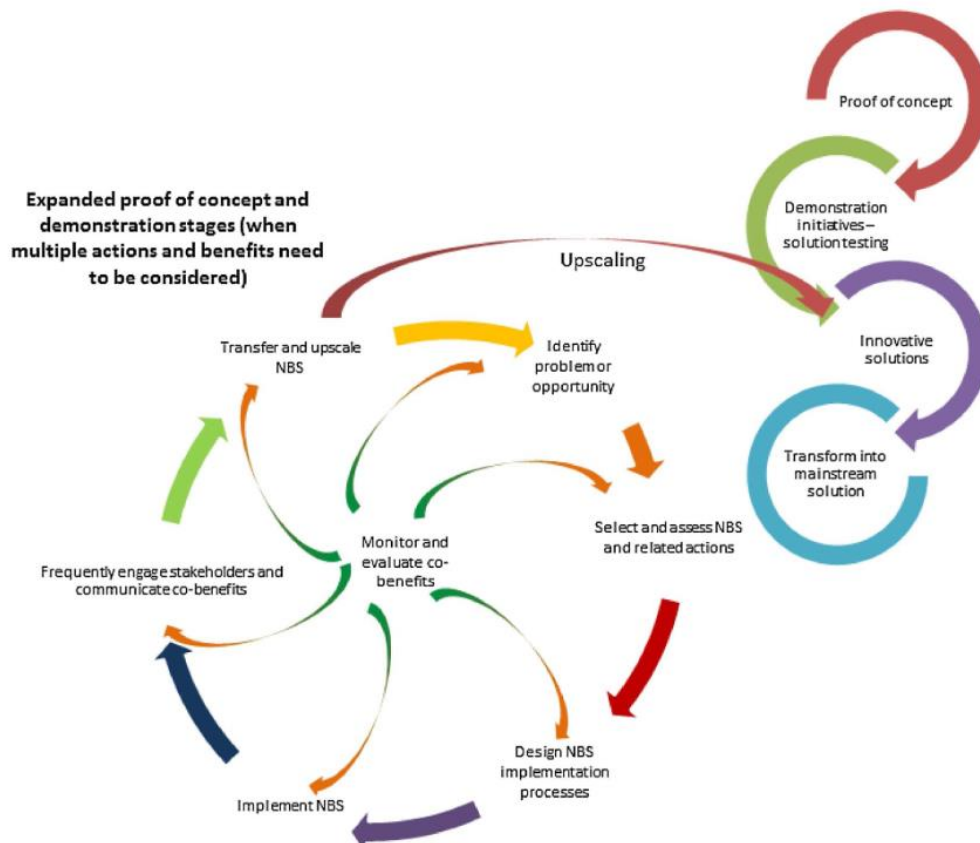 Proof of concept
Expanded proof of concept and
demonstration stages (when
multiple actions and benefits need
to be considered)
Demonstration
initiatives–
solution testing
Upscaling
Transfer and upscale
NBS
Identify
problem or
opportunity
Innovative
solutions
Transform into
mainstream
solution
Select and assess NBS
and related actions
Monitor and
evaluate co-
benefits
Frequently engage stakeholders and
communicate co-benefits
Design NBS
implementation
processes
Implement NBS